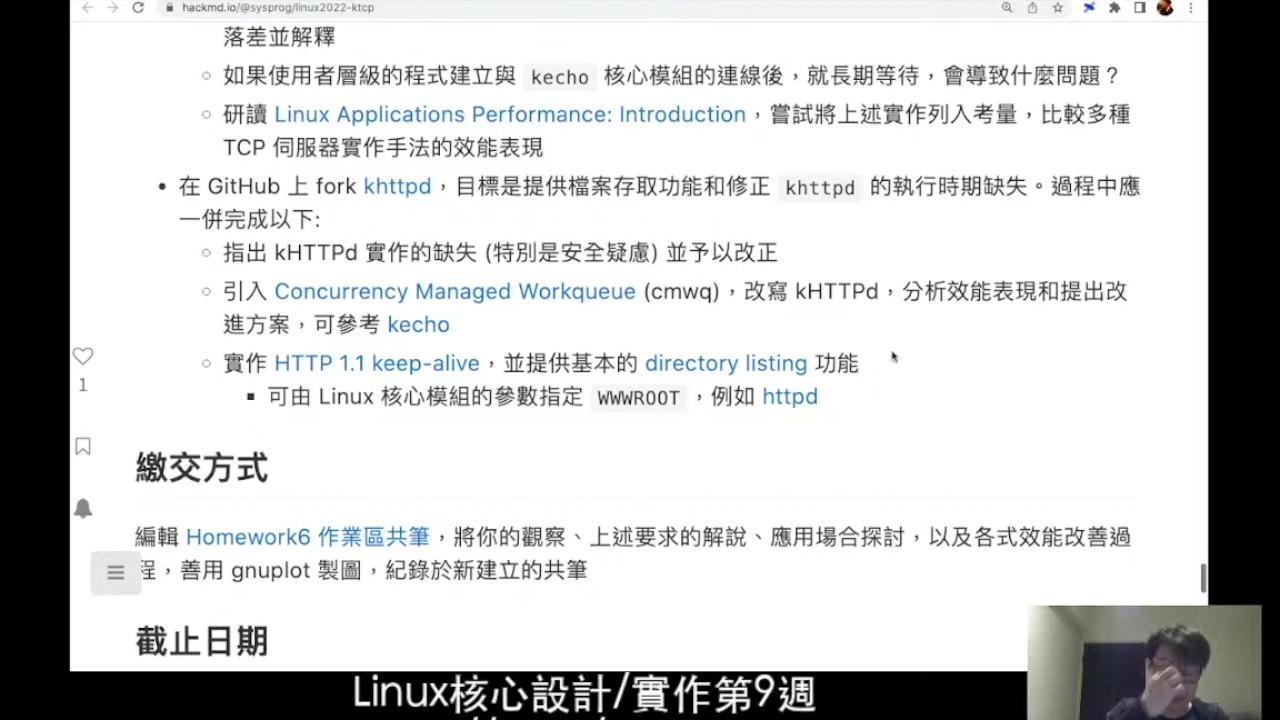 hackmd.io/@sysprog/linux2022-ktcp
落差並解釋
如果使用者層級的程式建立與 kecho 核心模組的連線後，就長期等待，會導致什麼問題？
研讀 Linux Applications Performance: Introduction，嘗試將上述實作列入考量，比較多種
TCP 伺服器實作手法的效能表現
在 GitHub 上 fork khttpd，目標是提供檔案存取功能和修正 khttpd 的執行時期缺失。過程中應
一併完成以下:
指出 kHTTPd 實作的缺失 (特別是安全疑慮) 並予以改正
引入 Concurrency Managed Workqueue (cmwq)，改寫 kHTTPd，分析效能表現和提出改
進方案，可參考 kecho
實作 HTTP 1.1 keep-alive，並提供基本的 directory listing 功能
可由 Linux 核心模組的參數指定 WWWROOT，例如 httpd
1
繳交方式
編輯 Homework6 作業區共筆，將你的觀察、上述要求的解說、應用場合探討，以及各式效能改善過
程，善用 gnuplot 製圖，紀錄於新建立的共筆
截止日期
Linux核心設計/實作第9週